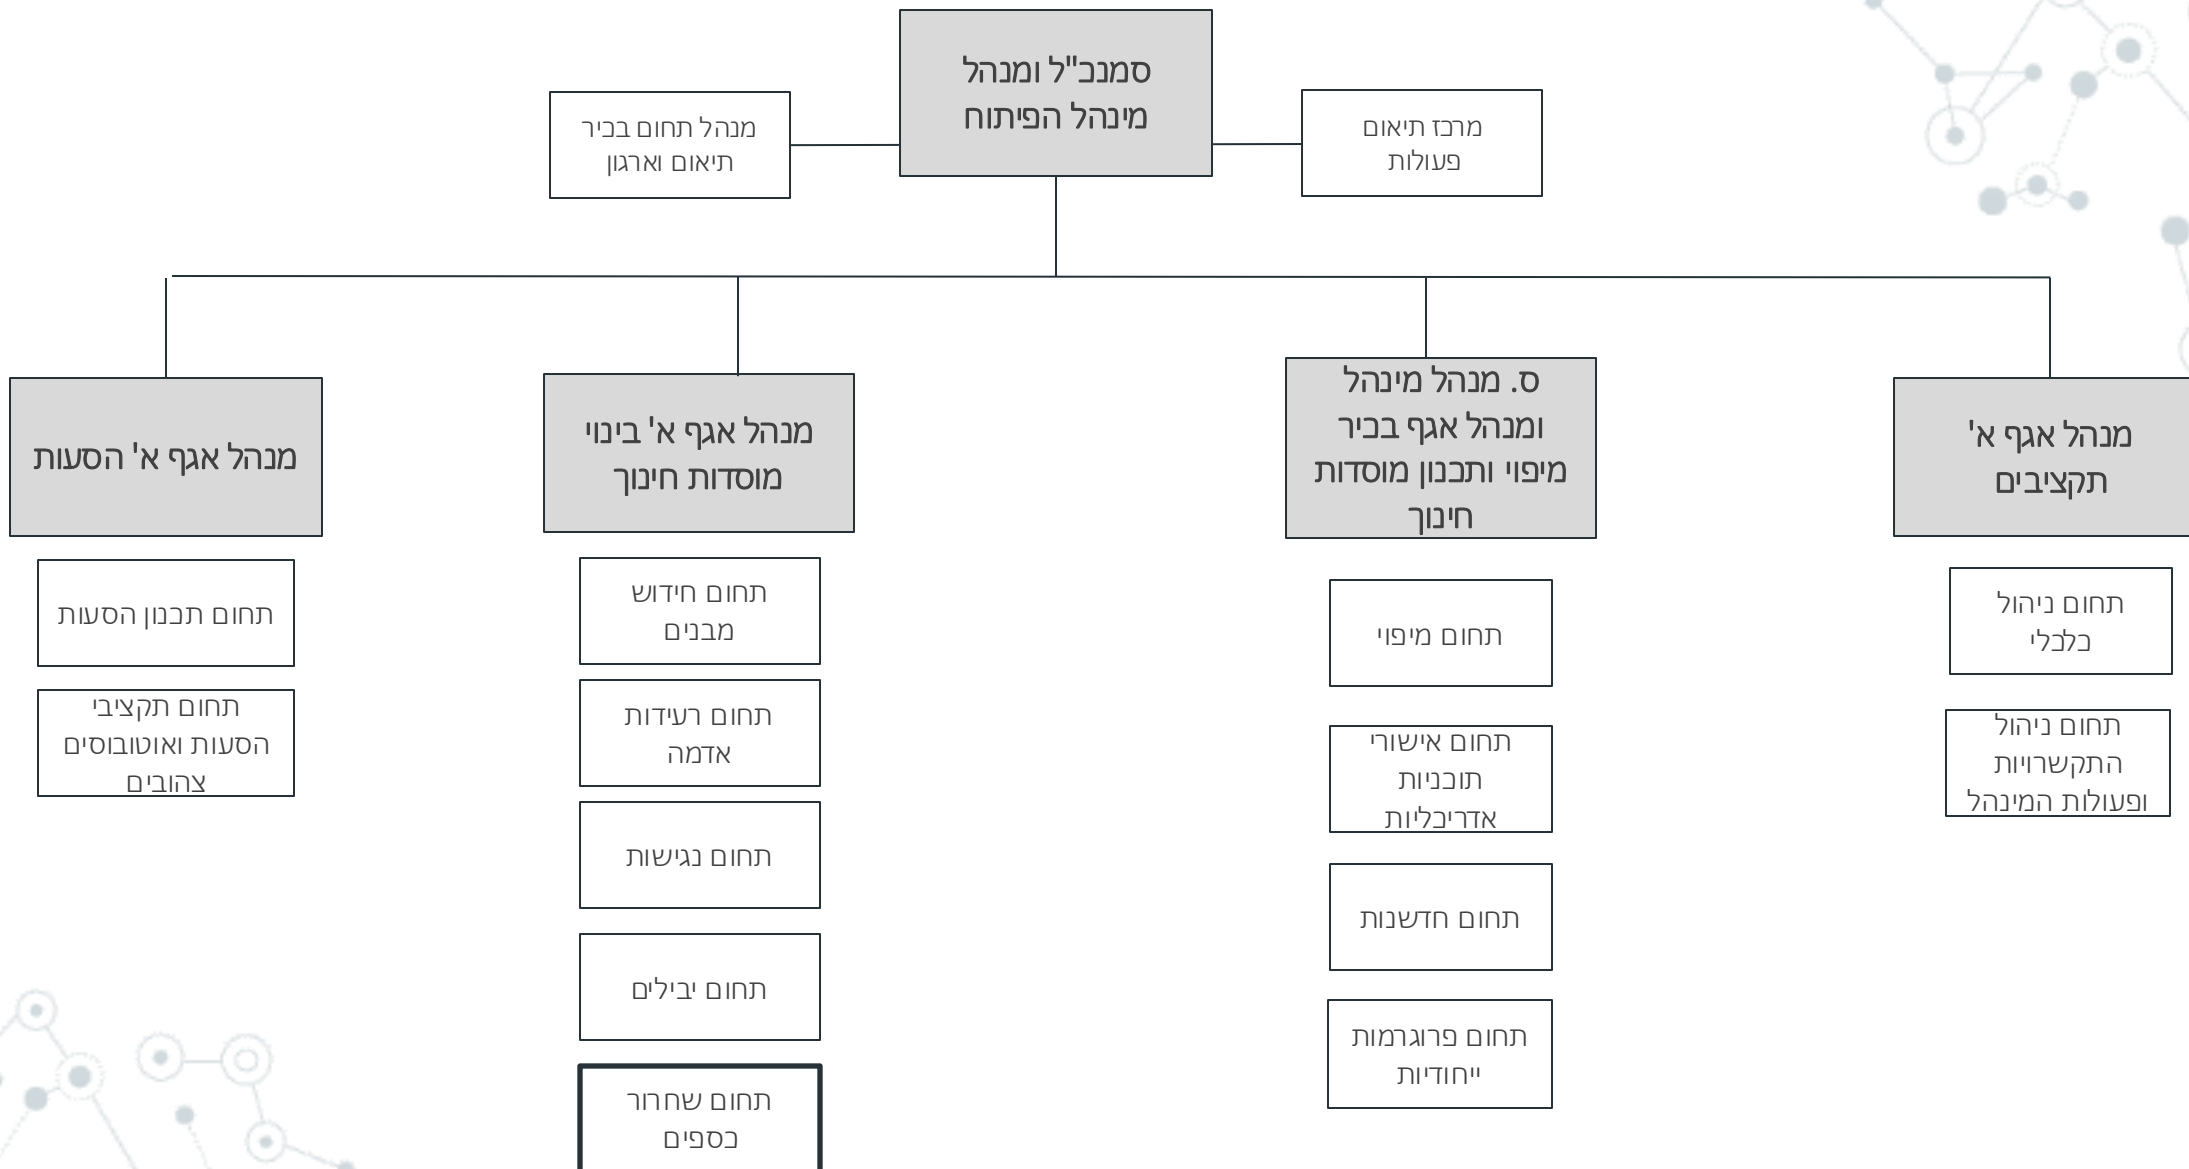 סמנכ"ל ומנהל
מינהל הפיתוח
מרכז תיאום
פעולות
מנהל תחום בכיר
תיאום וארגון
מנהל אגף א'
תקציבים
תחום ניהול
כלכלי
תחום ניהול
התקשרויות
ופעולות המינהל
ס. מנהל מינהל
ומנהל אגף בכיר
מיפוי ותכנון מוסדות
חינוך
תחום מיפוי
תחום אישורי
תוכניות
אדריכליות
תחום חדשנות
תחום פרוגרמות
ייחודיות
מנהל אגף א' בינוי
מוסדות חינוך
תחום חידוש
מבנים
תחום רעידות
אדמה
תחום נגישות
תחום יבילים
תחום שחרור
כספים
מנהל אגף א' הסעות
תחום תכנון הסעות
תחום תקציבי
הסעות ואוטובוסים
צהובים